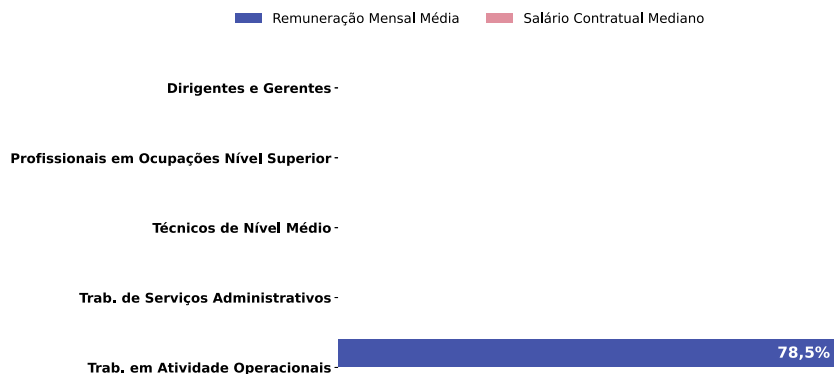 Remuneração Mensal Média Salário Contratual Mediano
Dirigentes e Gerentes
Profissionais em Ocupações Nível Superior
Técnicos de Nível Médio
Trab. de Serviços Administrativos
78,5%
Trab. em Atividade Operacionais